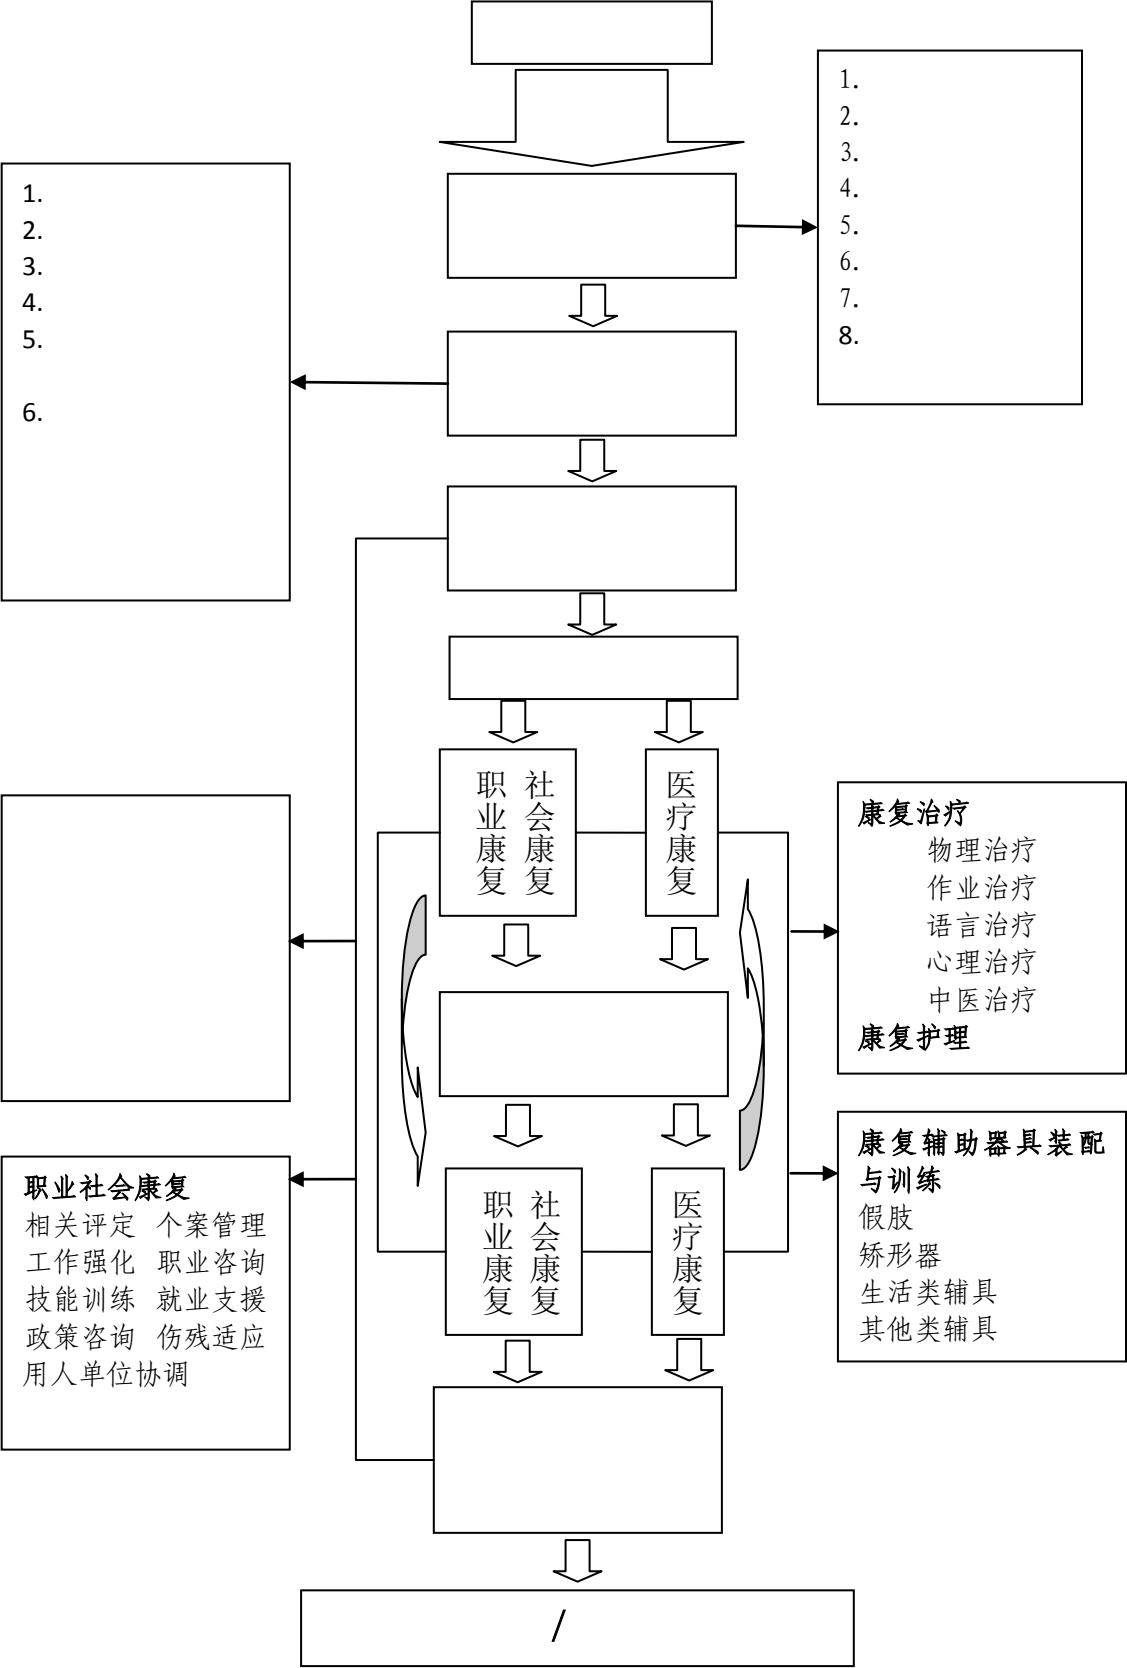 1.
2.
3.
4.
5.
6.
7.
8.
1.
2.
3.
4.
5.
6.
职业康复
社会康复
医疗康复
康复治疗
物理治疗
作业治疗
语言治疗
心理治疗
中医治疗
康复护理
康复辅助器具装配
与训练
假肢
矫形器
生活类辅具
其他类辅具
职业社会康复
相关评定 个案管理
工作强化 职业咨询
技能训练 就业支援
政策咨询 伤残适应
用人单位协调
职业康复
社会康复
医疗康复
/